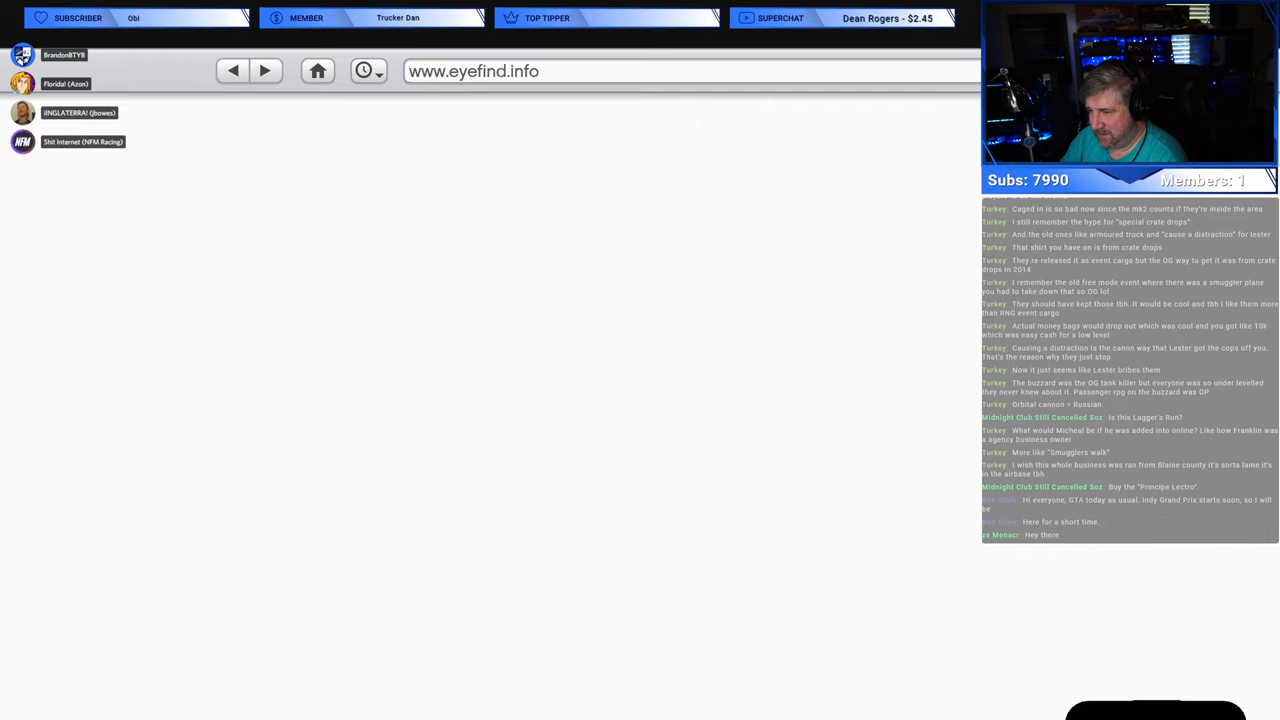 SUBSCRIBER Obi
MEMBER Trucker Dan
TOP TIPPER
SUPERCHAT Dean Rogers - $2.45
BrandonBTYB
Florida! (Azon)
iINGLATERRA! (jbowes)
NFM Shit Internet (NFM Racing)
www.eyefind.info
Subs: 7990 Members: 1
Turkey: Caged in is so bad now since the mk2 counts if they're inside the area
Turkey: I still remember the hype for "special crate drops"
Turkey: And the old ones like armoured truck and "cause a distraction" for lester
Turkey: That shirt you have on is from crate drops
Turkey: They re-released it as event cargo but the OG way to get it was from crate
drops in 2014
Turkey: I remember the old free mode event where there was a smuggler plane
you had to take down that so OG lol
Turkey: They should have kept those tbh. It would be cool and tbh i like them more
than RNG event cargo
Turkey: Actual money bags would drop out which was cool and you got like 10k
which was easy cash for a low level
Turkey: Causing a distraction is the canon way that Lester got the cops off you.
That's the reason why they just stop
Turkey: Now it just seems like Lester bribes them
Turkey: The buzzard was the OG tank killer but everyone was so under levelled
they never knew about it. Passenger rpg on the buzzard was OP
Turkey: Orbital cannon = Russian
Midnight Club Still Cancelled Soz: Is this Lagger's Run?
Turkey: What would Micheal be if he was added into online? Like how Franklin was
a agency business owner
Turkey: More like "Smugglers walk"
Turkey: I wish this whole business was ran from Blaine county it's sorta lame it's
in the airbase tbh
Midnight Club Still Cancelled Soz: Buy the "Principe Lectro".
Hi everyone, GTA today as usual. Indy Grand Prix starts soon, so I will
be
Here for a short time.
ze Menacr: Hey there